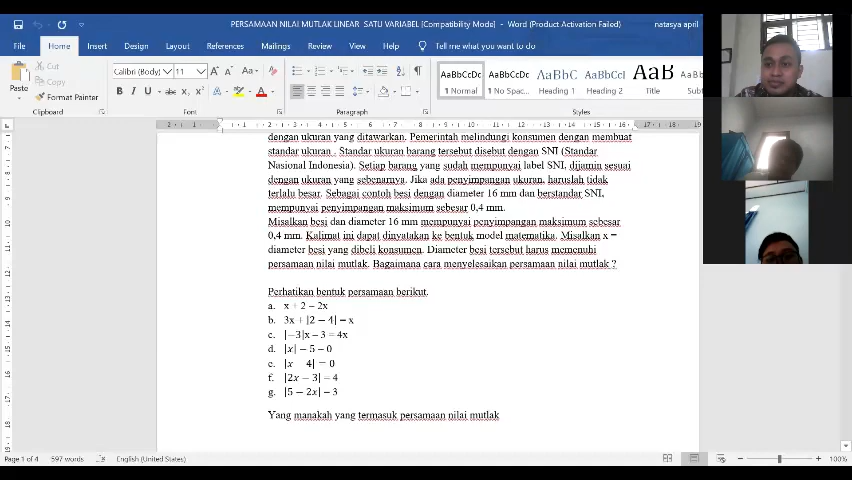 PERSAMAAN NILAI MUTLAK LINEAR SATU VARIABEL [Compatibility Mode] - Word (Product Activation Failed)
natasya april
File Home Insert Design Layout References Mailings Review View Help Tell me what you want to do
Paste
Cut
Copy
Format Painter
Clipboard
Calibri (Body) 11
Font
Paragraph
AaBbCcDc AaBbCcDc AaBbC AaBbCcI AaB
1 Normal 1 No Spac... Heading 1 Heading 2 Title
Styles
dengan ukuran yang ditawarkan. Pemerintah melindungi konsumen dengan membuat
standar ukuran . Standar ukuran barang tersebut disebut dengan SNI (Standar
Nasional Indonesia). Setiap barang yang sudah mempunyai label SNI, dijamin sesuai
dengan ukuran yang sebenarnya. Jika ada penyimpangan ukuran, haruslah tidak
terlalu besar. Sebagai contoh besi dengan diameter 16 mm dan berstandar SNI,
mempunyai penyimpangan maksimum sebesar 0,4 mm.
Misalkan besi dan diameter 16 mm mempunyai penyimpangan maksimum sebesar
0,4 mm. Kalimat ini dapat dinyatakan ke bentuk model matematika. Misalkan x =
diameter besi yang dibeli konsumen. Diameter besi tersebut harus memenuhi
persamaan nilai mutlak. Bagaimana cara menyelesaikan persamaan nilai mutlak ?
Perhatikan bentuk persamaan berikut.
a. x + 2 = 2x
b. 3x + |2 − 4| = x
c. |−3|x − 3 = 4x
d. |x| − 5 = 0
e. |x 4| = 0
f. |2x − 3| = 4
g. |5 − 2x| = 3
Yang manakah yang termasuk persamaan nilai mutlak
Page 1 of 4 597 words English (United States) 100%